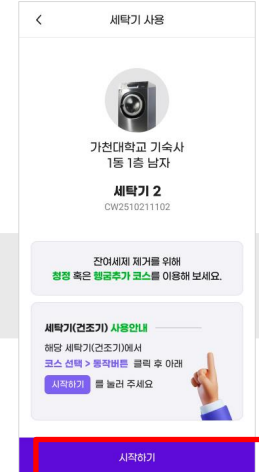 세탁기 사용
가천대학교 기숙사
1동 1층 남자
세탁기 2
CW2510211102
잔여세제 제거를 위해
청정 혹은 헹굼추가 코스를 이용해 보세요.
세탁기(건조기) 사용안내
해당 세탁기(건조기)에서
코스 선택 > 동작버튼 클릭 후 아래
시작하기 를 눌러 주세요
시작하기